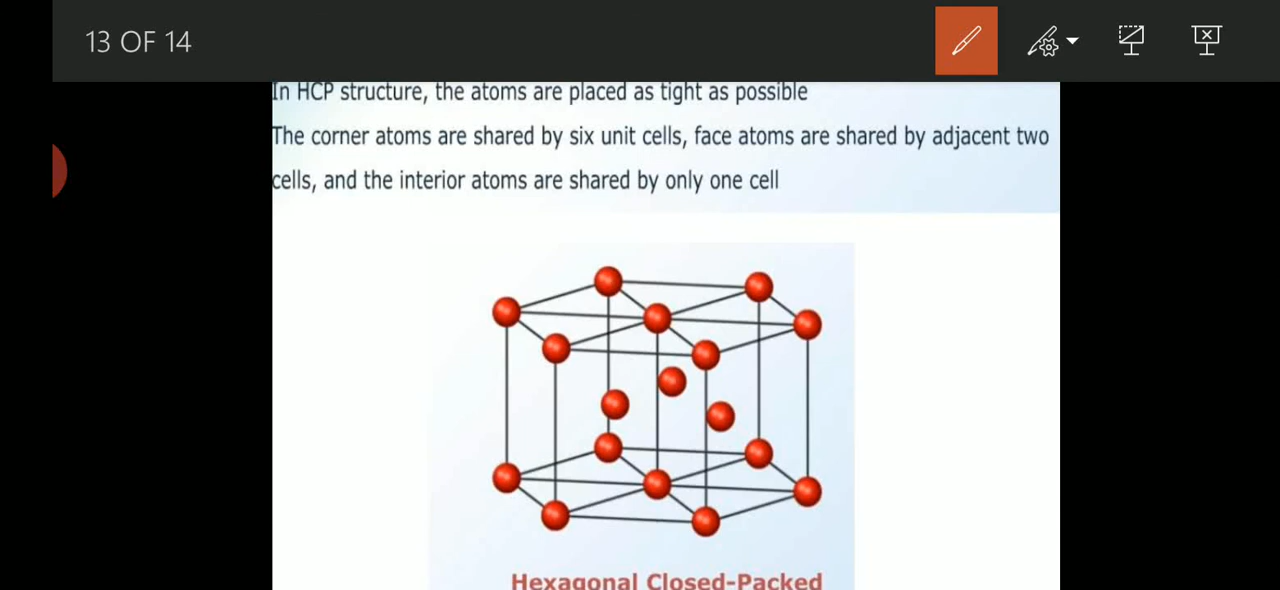 13 OF 14
In HCP structure, the atoms are placed as tight as possible
The corner atoms are shared by six unit cells, face atoms are shared by adjacent two
cells, and the interior atoms are shared by only one cell
Hexagonal Closed-Packed